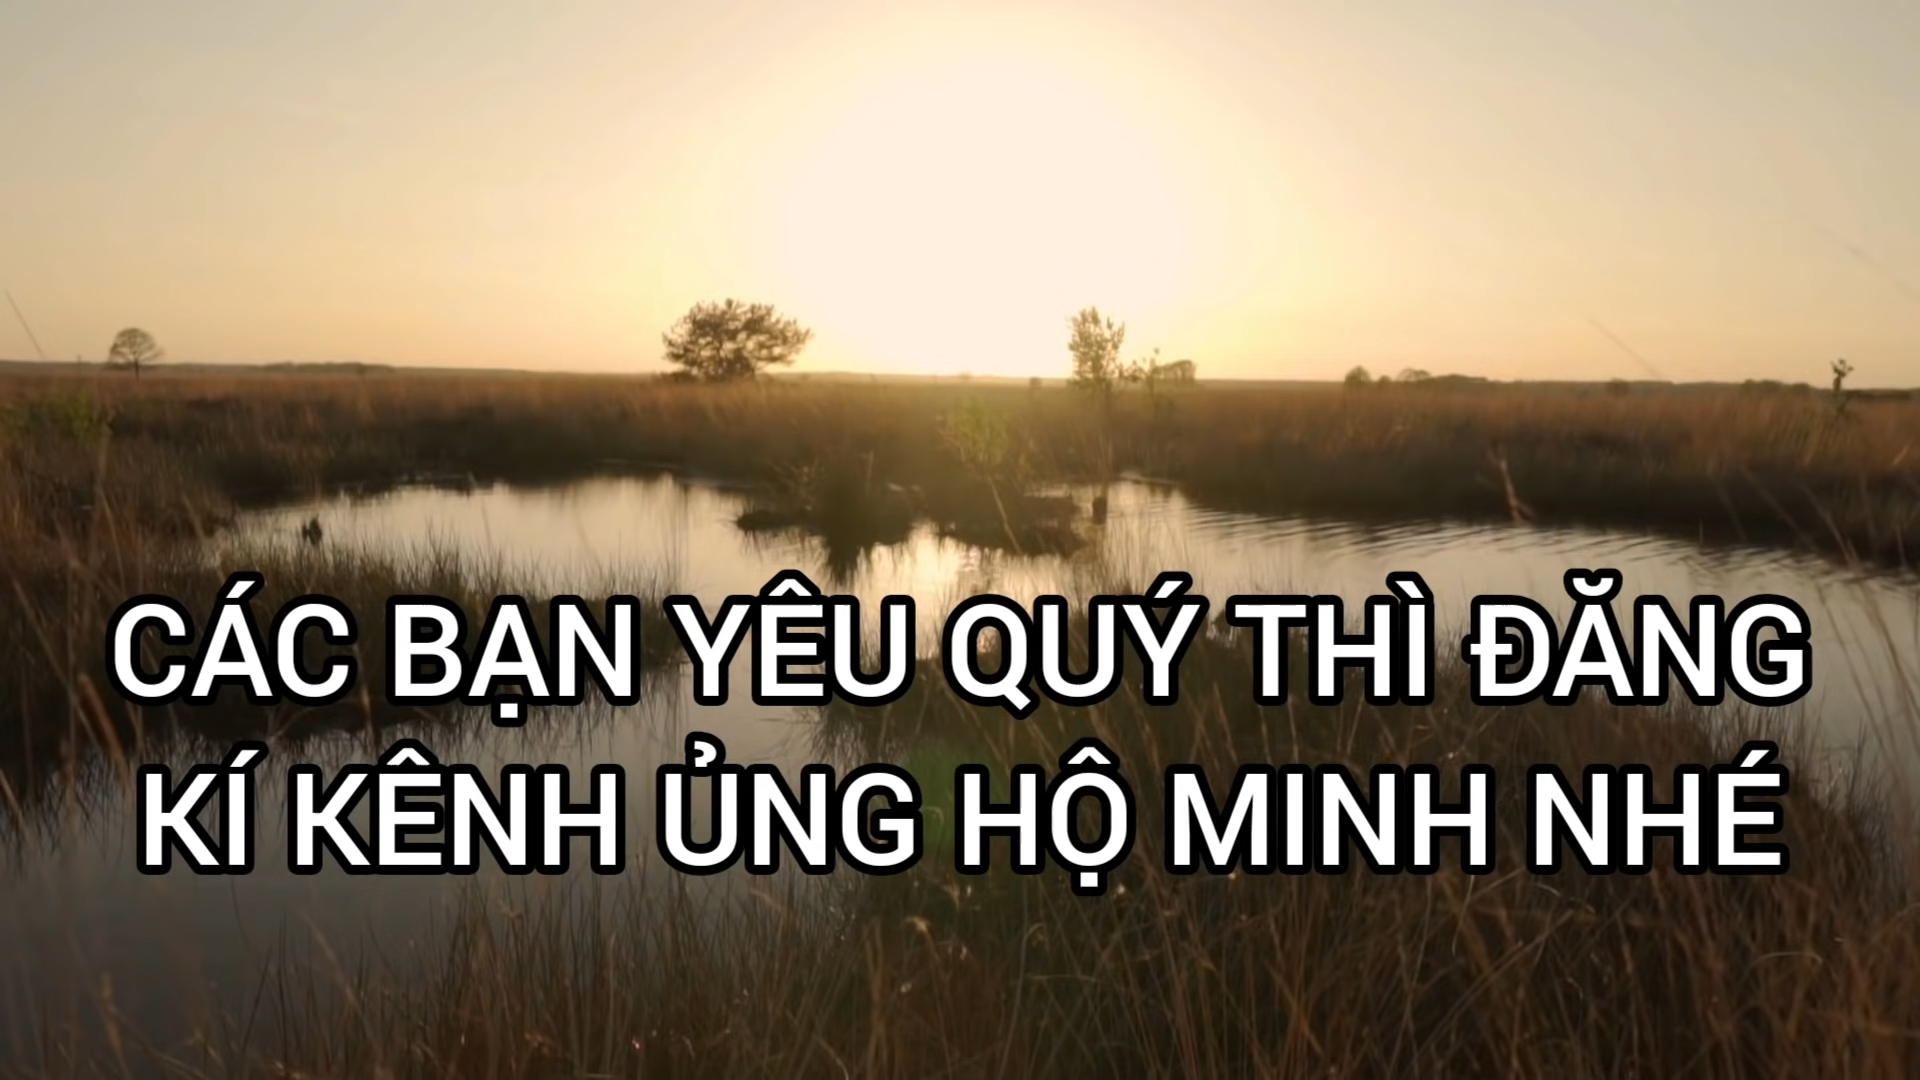 CÁC BẠN YÊU QUÝ THÌ ĐĂNG
KÍ KÊNH ỦNG HỘ MINH NHÉ